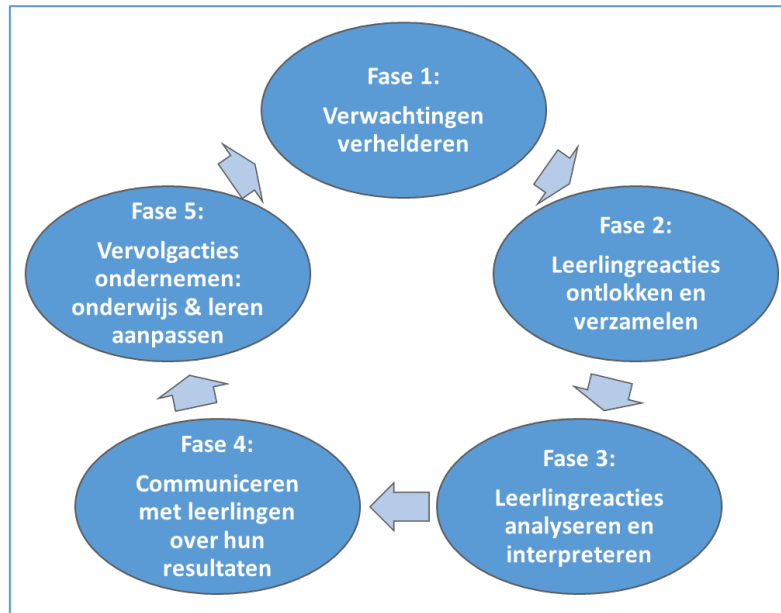 Fase 1:
Verwachtingen
verhelderen
Fase 2:
Leerlingreacties
ontlokken en
verzamelen
Fase 3:
Leerlingreacties
analyseren en
interpreteren
Fase 4:
Communiceren
met leerlingen
over hun
resultaten
Fase 5:
Vervolgacties
ondernemen:
onderwijs & leren
aanpassen